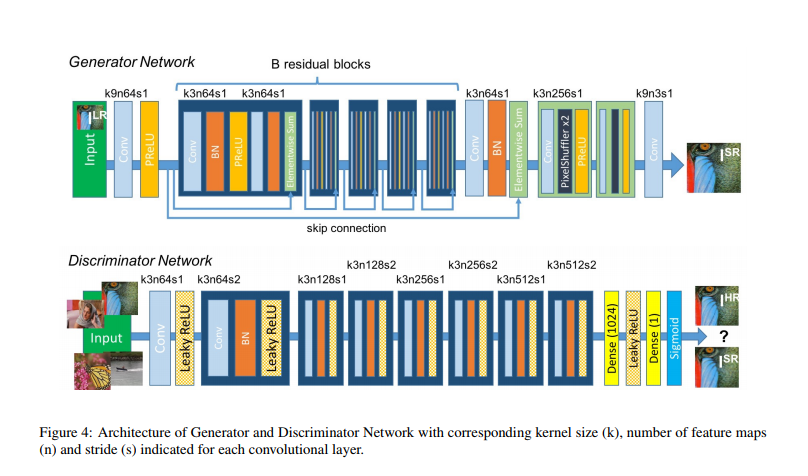 Generator Network
B residual blocks
k9n64s1
k3n64s1 k3n64s1
k3n64s1
k3n256s1
k9n3s1
I^LR
Input
Conv
PReLU
Conv
BN
PReLU
Elementwise Sum
Conv
BN
Elementwise Sum
Conv
PixelShuffler x2
PReLU
Conv
I^SR
skip connection
Discriminator Network
k3n64s1
k3n64s2
k3n128s1
k3n128s2
k3n256s1
k3n256s2
k3n512s1
k3n512s2
Input
Conv
Leaky ReLU
Conv
BN
Leaky ReLU
Dense (1024)
Leaky ReLU
Dense (1)
Sigmoid
I^HR
?
I^SR
Figure 4: Architecture of Generator and Discriminator Network with corresponding kernel size (k), number of feature maps
(n) and stride (s) indicated for each convolutional layer.